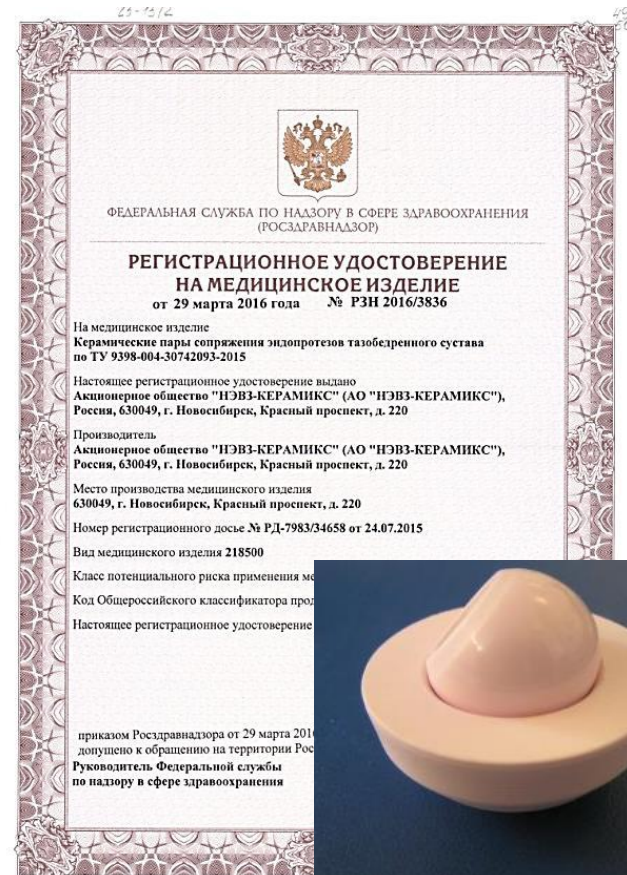 23-1372
ФЕДЕРАЛЬНАЯ СЛУЖБА ПО НАДЗОРУ В СФЕРЕ ЗДРАВООХРАНЕНИЯ
(РОСЗДРАВНАДЗОР)
РЕГИСТРАЦИОННОЕ УДОСТОВЕРЕНИЕ
НА МЕДИЦИНСКОЕ ИЗДЕЛИЕ
от 29 марта 2016 года № РЗН 2016/3836
На медицинское изделие
Керамические пары сопряжения эндопротезов тазобедренного сустава
по ТУ 9398-004-30742093-2015
Настоящее регистрационное удостоверение выдано
Акционерное общество "НЭВЗ-КЕРАМИКС" (АО "НЭВЗ-КЕРАМИКС"),
Россия, 630049, г. Новосибирск, Красный проспект, д. 220
Производитель
Акционерное общество "НЭВЗ-КЕРАМИКС" (АО "НЭВЗ-КЕРАМИКС"),
Россия, 630049, г. Новосибирск, Красный проспект, д. 220
Место производства медицинского изделия
630049, г. Новосибирск, Красный проспект, д. 220
Номер регистрационного досье № РД-7983/34658 от 24.07.2015
Вид медицинского изделия 218500
Класс потенциального риска применения ме
Код Общероссийского классификатора прод
Настоящее регистрационное удостоверение
приказом Росздравнадзора от 29 марта 201
допущено к обращению на территории Рос
Руководитель Федеральной службы
по надзору в сфере здравоохранения